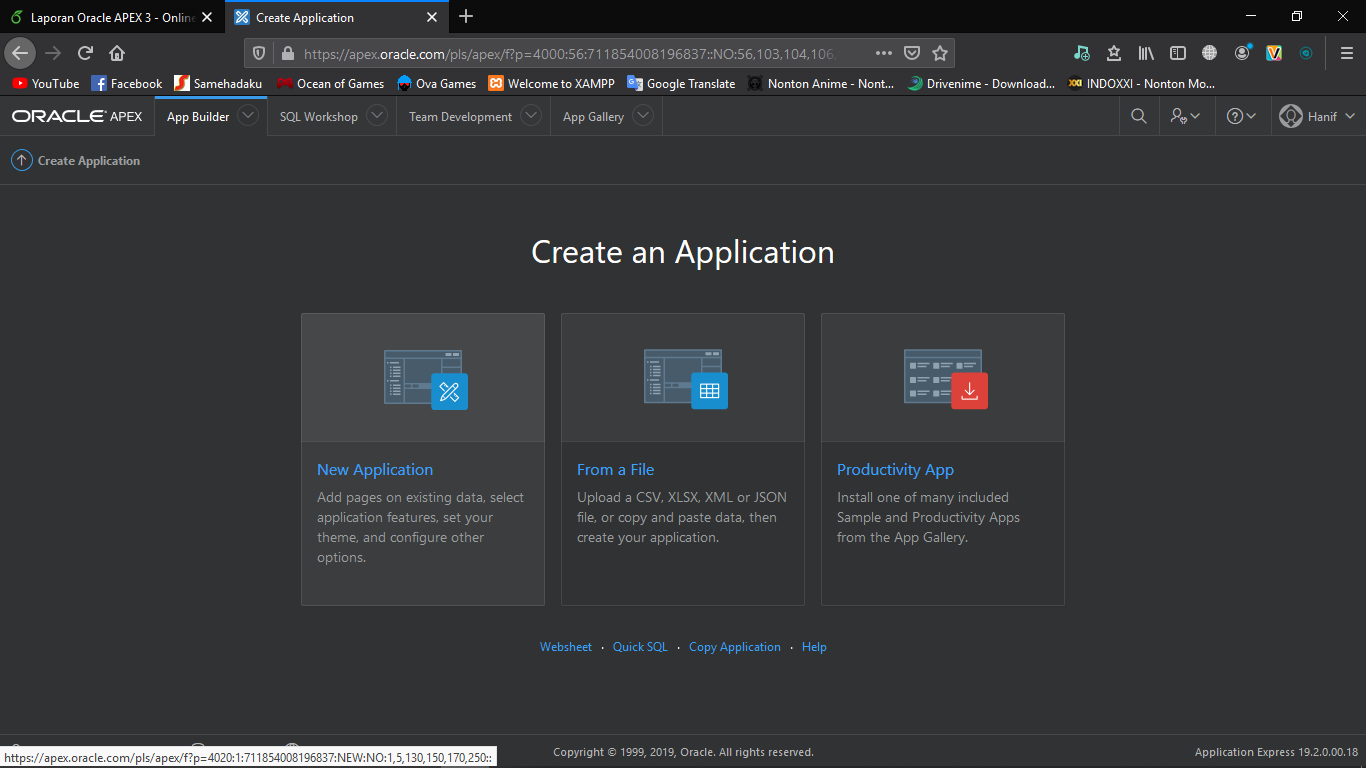 Laporan Oracle APEX 3 - Online
Create Application
https://apex.oracle.com/pls/apex/f?p=4000:56:711854008196837::NO:56,103,104,106,
YouTube
Facebook
Samehadaku
Ocean of Games
Ova Games
Welcome to XAMPP
Google Translate
Nonton Anime - Nont...
Drivenime - Download...
INDOXXI - Nonton Mo...
ORACLE APEX
App Builder
SQL Workshop
Team Development
App Gallery
Hanif
Create Application
Create an Application
New Application
Add pages on existing data, select
application features, set your
theme, and configure other
options.
From a File
Upload a CSV, XLSX, XML or JSON
file, or copy and paste data, then
create your application.
Productivity App
Install one of many included
Sample and Productivity Apps
from the App Gallery.
Websheet · Quick SQL · Copy Application · Help
https://apex.oracle.com/pls/apex/f?p=4020:1:711854008196837:NEW:NO:1,5,130,150,170,250::
Copyright © 1999, 2019, Oracle. All rights reserved.
Application Express 19.2.0.00.18